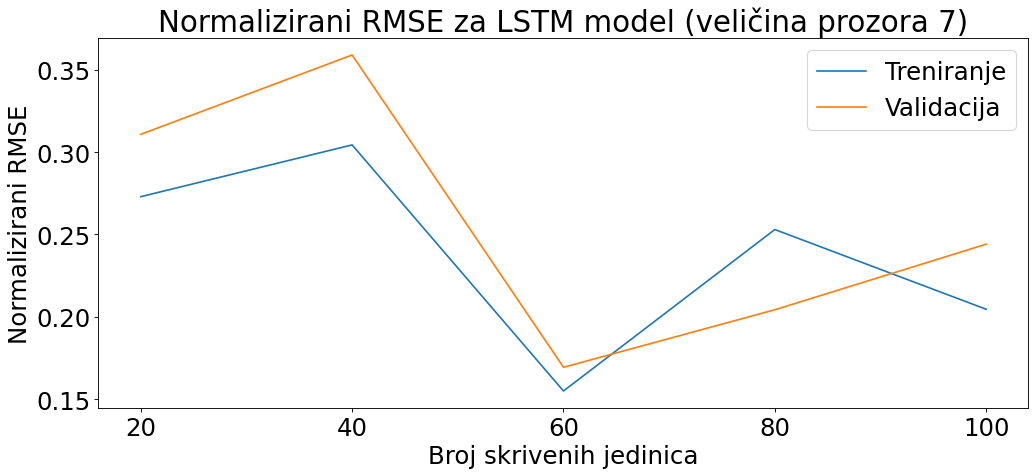 Normalizirani RMSE za LSTM model (veličina prozora 7)
Treniranje
Validacija
Normalizirani RMSE
0.35
0.30
0.25
0.20
0.15
20 40 60 80 100
Broj skrivenih jedinica